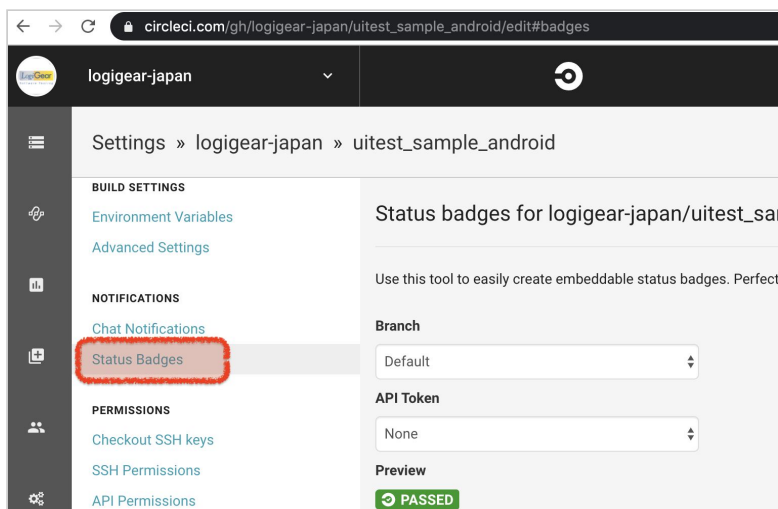 circleci.com/gh/logigear-japan/uitest_sample_android/edit#badges
LogiGear
logigear-japan
Settings » logigear-japan » uitest_sample_android
BUILD SETTINGS
Environment Variables
Advanced Settings
NOTIFICATIONS
Chat Notifications
Status Badges
PERMISSIONS
Checkout SSH keys
SSH Permissions
API Permissions
Status badges for logigear-japan/uitest_sa
Use this tool to easily create embeddable status badges. Perfect
Branch
Default
API Token
None
Preview
PASSED